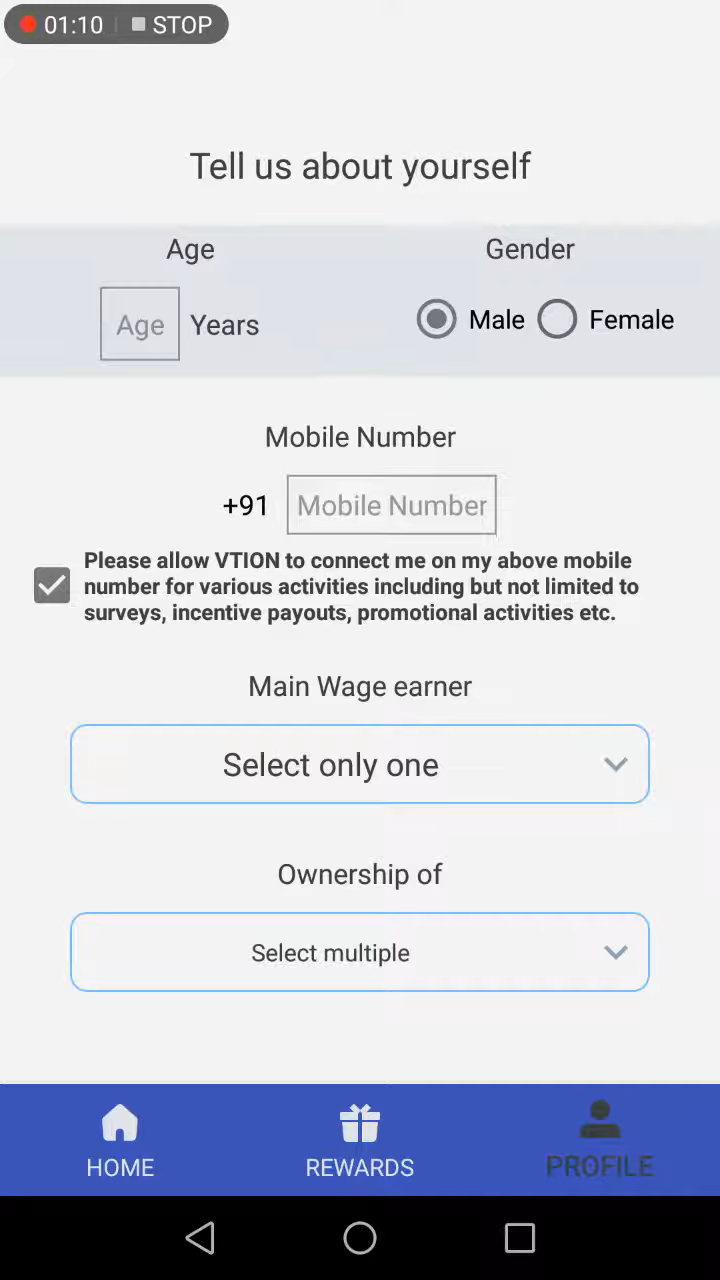 01:10 STOP
Tell us about yourself
Age Gender
Age Years Male Female
Mobile Number
+91 Mobile Number
Please allow VTION to connect me on my above mobile
number for various activities including but not limited to
surveys, incentive payouts, promotional activities etc.
Main Wage earner
Select only one
Ownership of
Select multiple
HOME REWARDS PROFILE